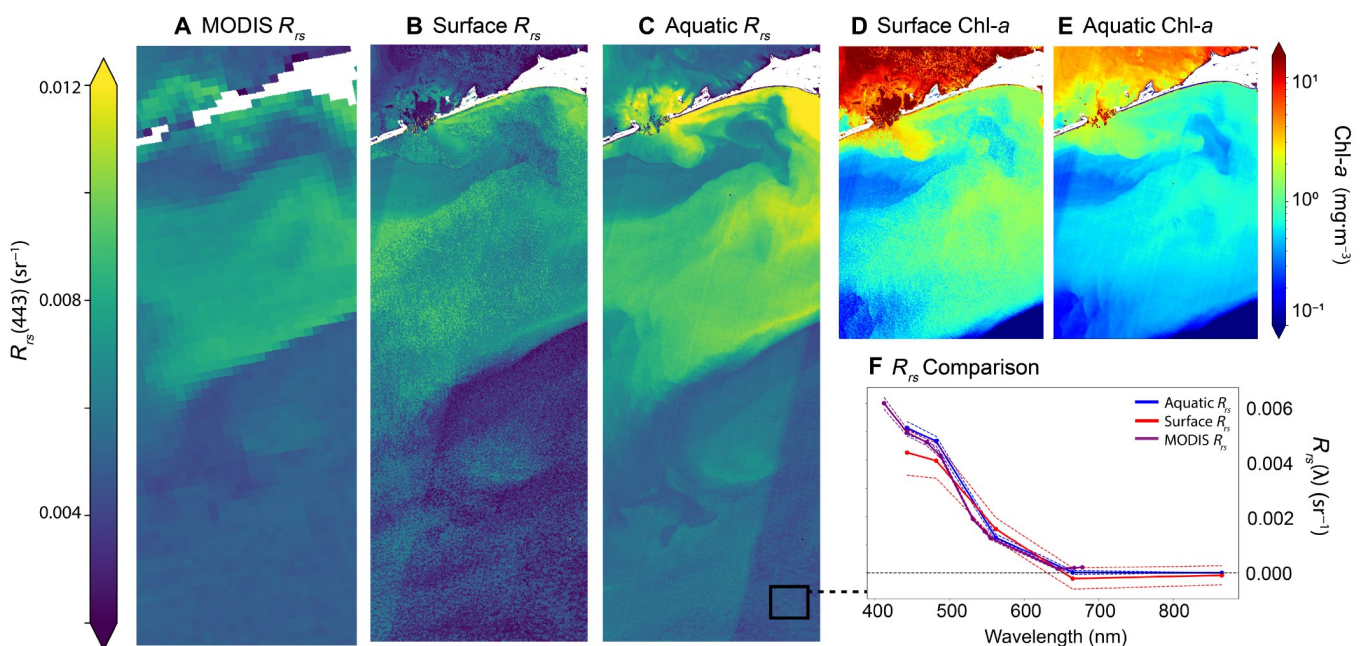 A MODIS Rrs
B Surface Rrs
C Aquatic Rrs
D Surface Chl-a
E Aquatic Chl-a
0.012
0.008
0.004
Rrs(443) (sr⁻¹)
10¹
10⁰
10⁻¹
Chl-a (mg·m⁻³)
F Rrs Comparison
Aquatic Rrs
Surface Rrs
MODIS Rrs
0.006
0.004
0.002
0.000
Rrs(λ) (sr⁻¹)
400 500 600 700 800
Wavelength (nm)